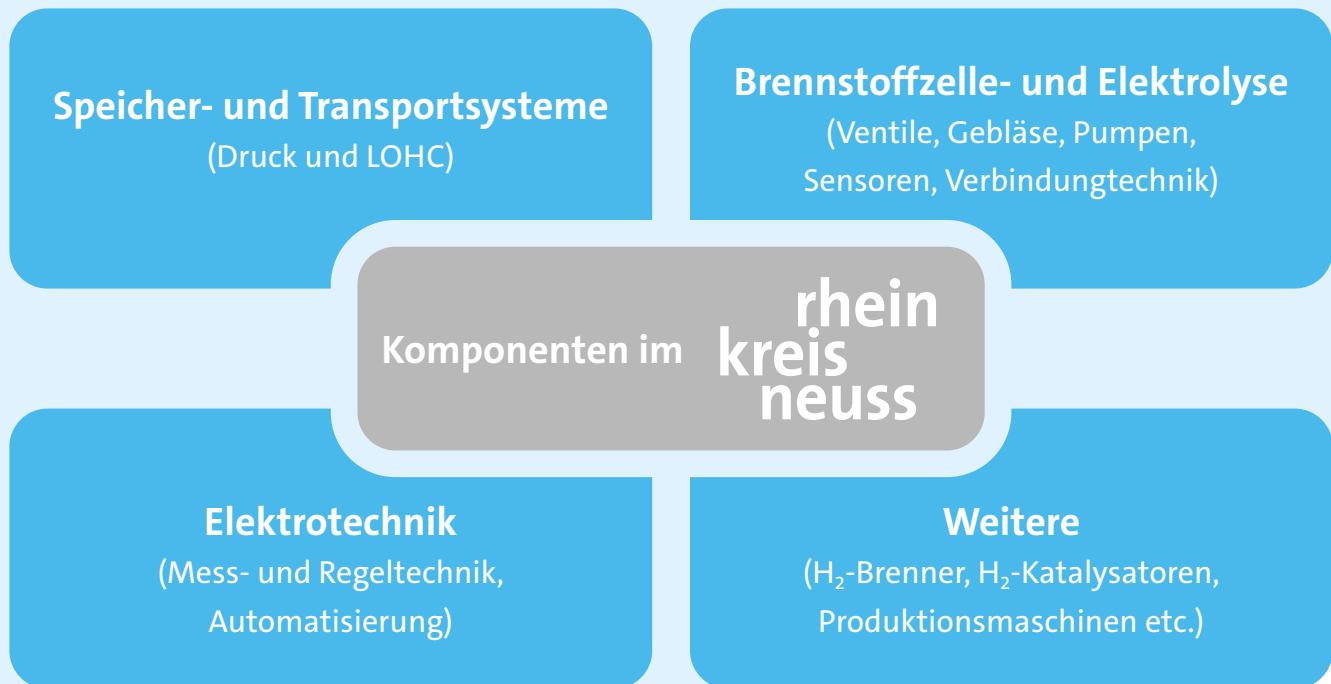 Speicher- und Transportsysteme
(Druck und LOHC)
Brennstoffzelle- und Elektrolyse
(Ventile, Gebläse, Pumpen,
Sensoren, Verbindungtechnik)
Komponenten im
rhein
kreis
neuss
Elektrotechnik
(Mess- und Regeltechnik,
Automatisierung)
Weitere
(H₂-Brenner, H₂-Katalysatoren,
Produktionsmaschinen etc.)